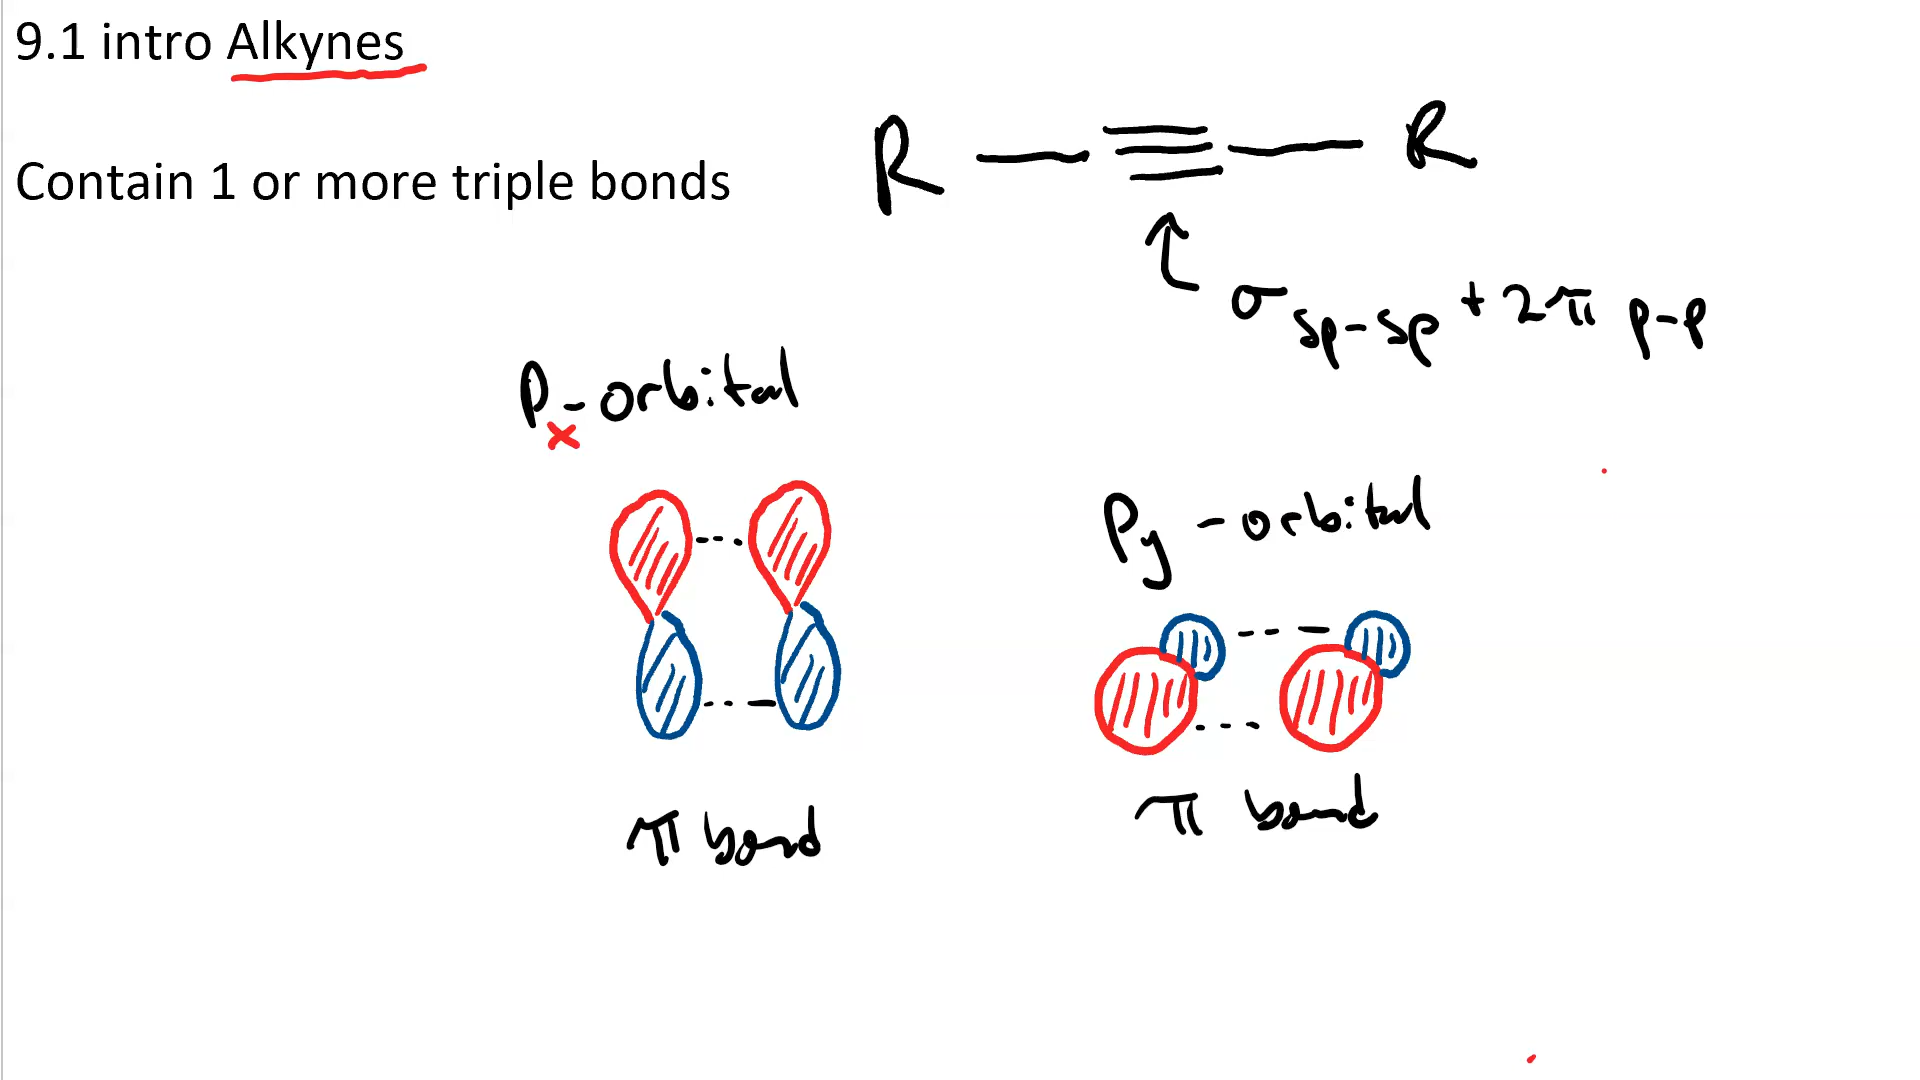 9.1 intro Alkynes
Contain 1 or more triple bonds
R — ≡ — R
σ sp-sp + 2π p-p
Px-orbital
Py-orbital
π bond
π bond